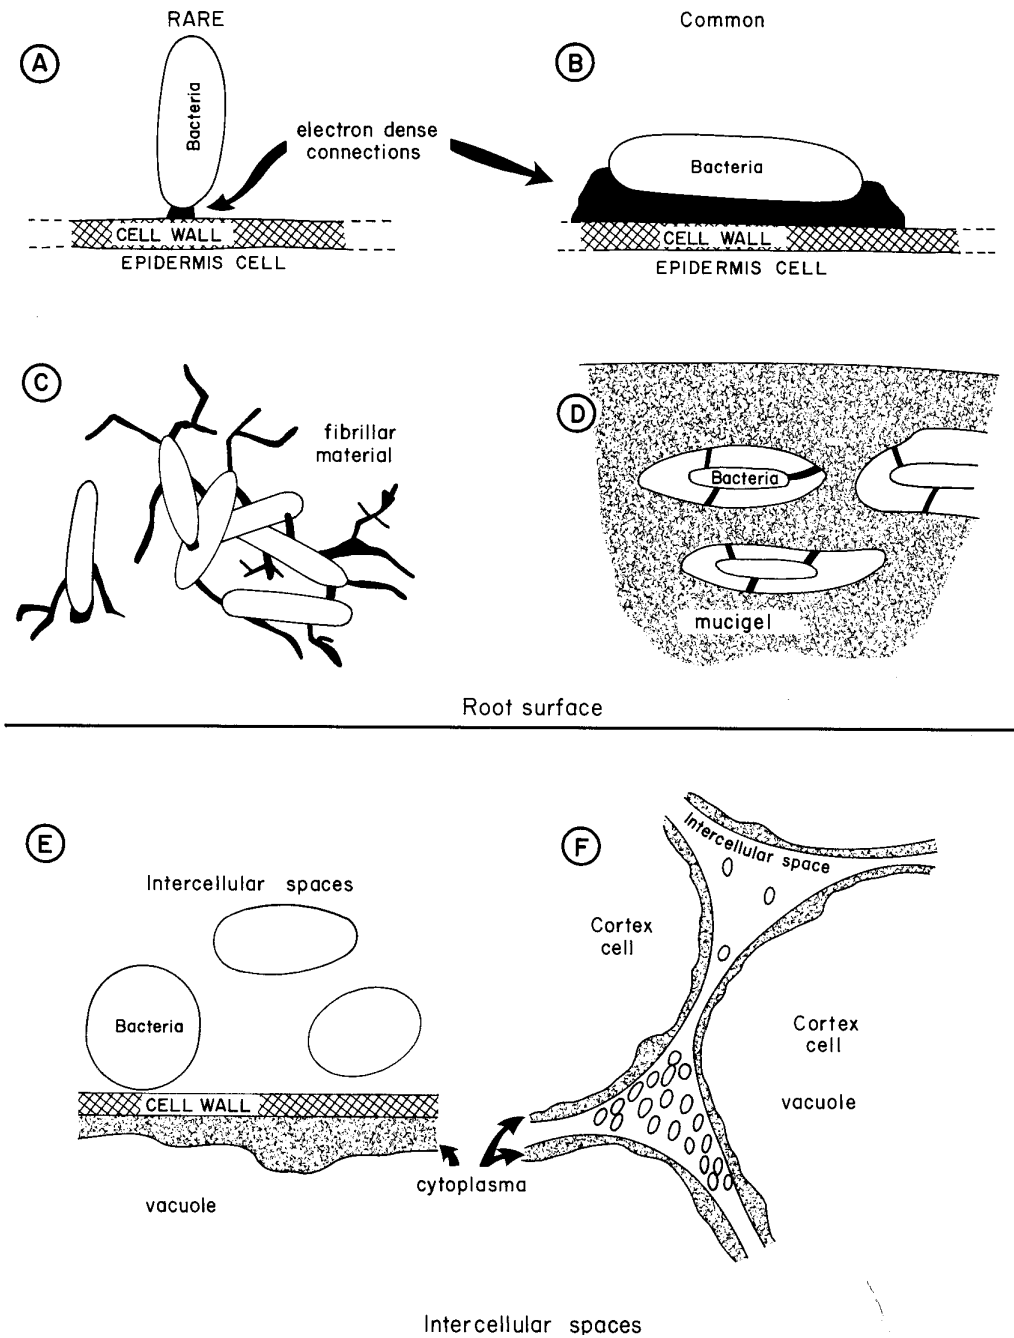 RARE
Common
A
B
Bacteria
electron dense
connections
Bacteria
CELL WALL
EPIDERMIS CELL
CELL WALL
EPIDERMIS CELL
C
fibrillar
material
D
Bacteria
mucigel
Root surface
E
F
Intercellular spaces
Intercellular space
Cortex
cell
Bacteria
Cortex
cell
CELL WALL
vacuole
cytoplasma
vacuole
Intercellular spaces